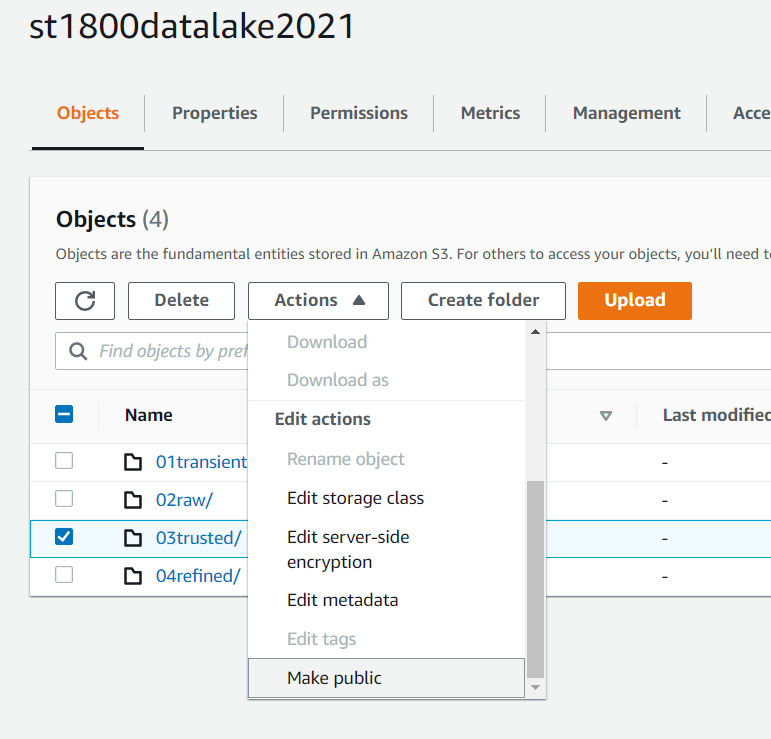 st1800datalake2021
Objects
Properties
Permissions
Metrics
Management
Acce
Objects (4)
Objects are the fundamental entities stored in Amazon S3. For others to access your objects, you'll need t
Delete
Actions
Create folder
Upload
Find objects by pref
Download
Download as
Edit actions
Rename object
Edit storage class
Edit server-side
encryption
Edit metadata
Edit tags
Make public
Name
Last modified
01transient
-
02raw/
-
03trusted/
-
04refined/
-